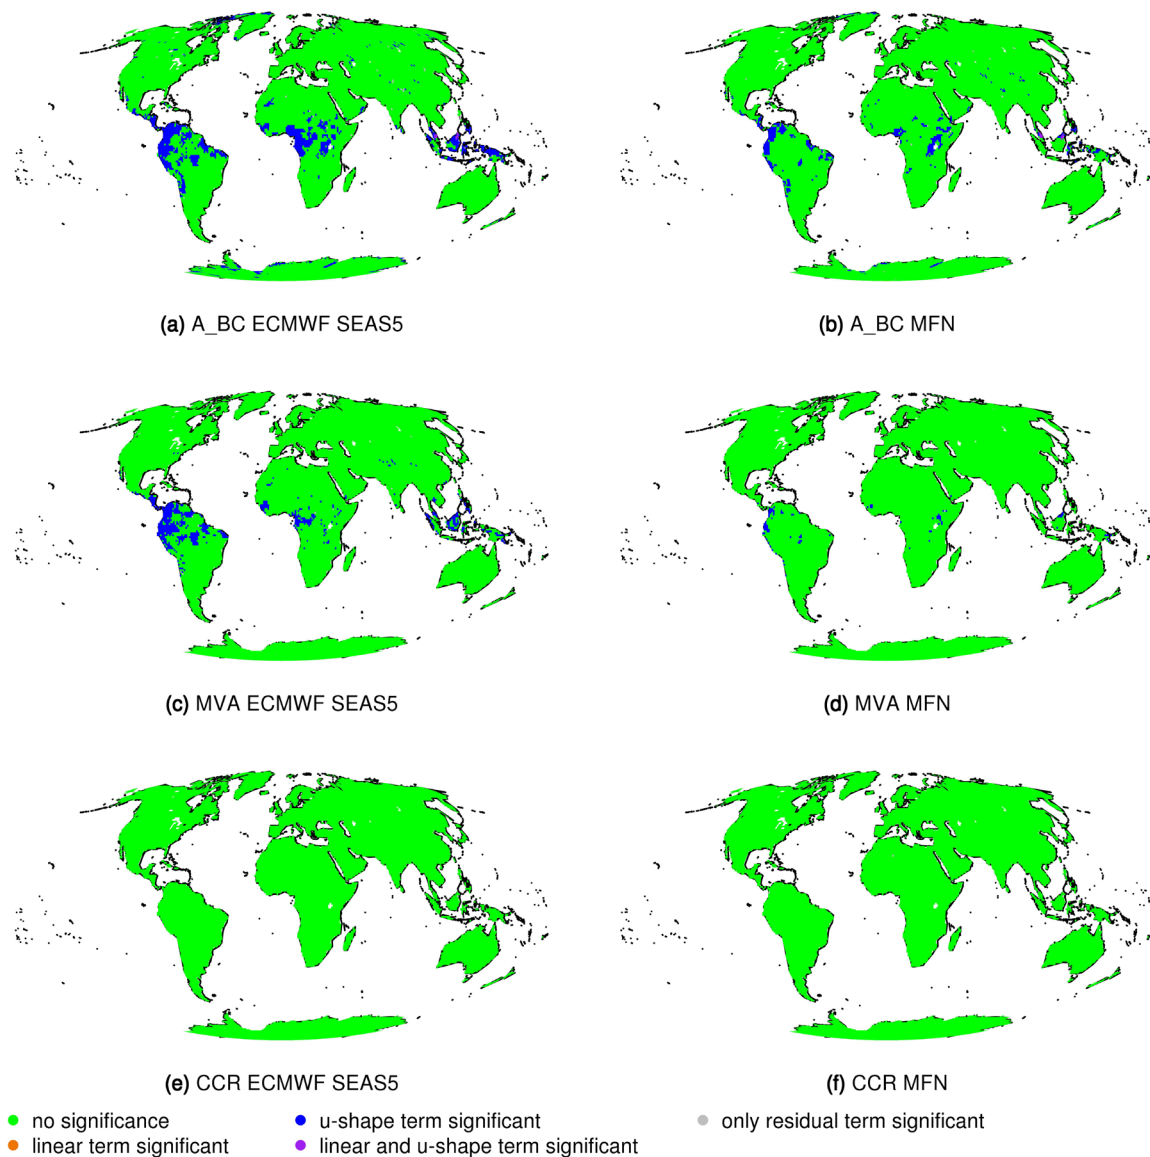 (a) A_BC ECMWF SEAS5
(b) A_BC MFN
(c) MVA ECMWF SEAS5
(d) MVA MFN
(e) CCR ECMWF SEAS5
(f) CCR MFN
no significance
u-shape term significant
only residual term significant
linear term significant
linear and u-shape term significant